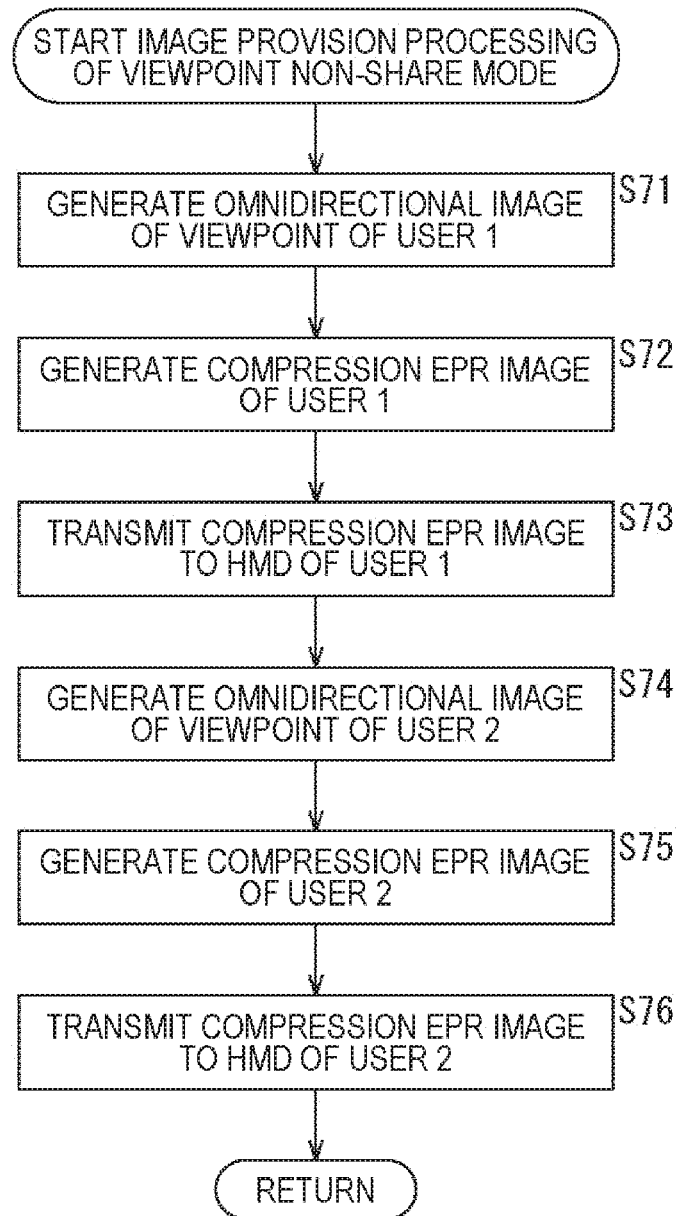 START IMAGE PROVISION PROCESSING
OF VIEWPOINT NON-SHARE MODE
S71
GENERATE OMNIDIRECTIONAL IMAGE
OF VIEWPOINT OF USER 1
S72
GENERATE COMPRESSION EPR IMAGE
OF USER 1
S73
TRANSMIT COMPRESSION EPR IMAGE
TO HMD OF USER 1
S74
GENERATE OMNIDIRECTIONAL IMAGE
OF VIEWPOINT OF USER 2
S75
GENERATE COMPRESSION EPR IMAGE
OF USER 2
S76
TRANSMIT COMPRESSION EPR IMAGE
TO HMD OF USER 2
RETURN